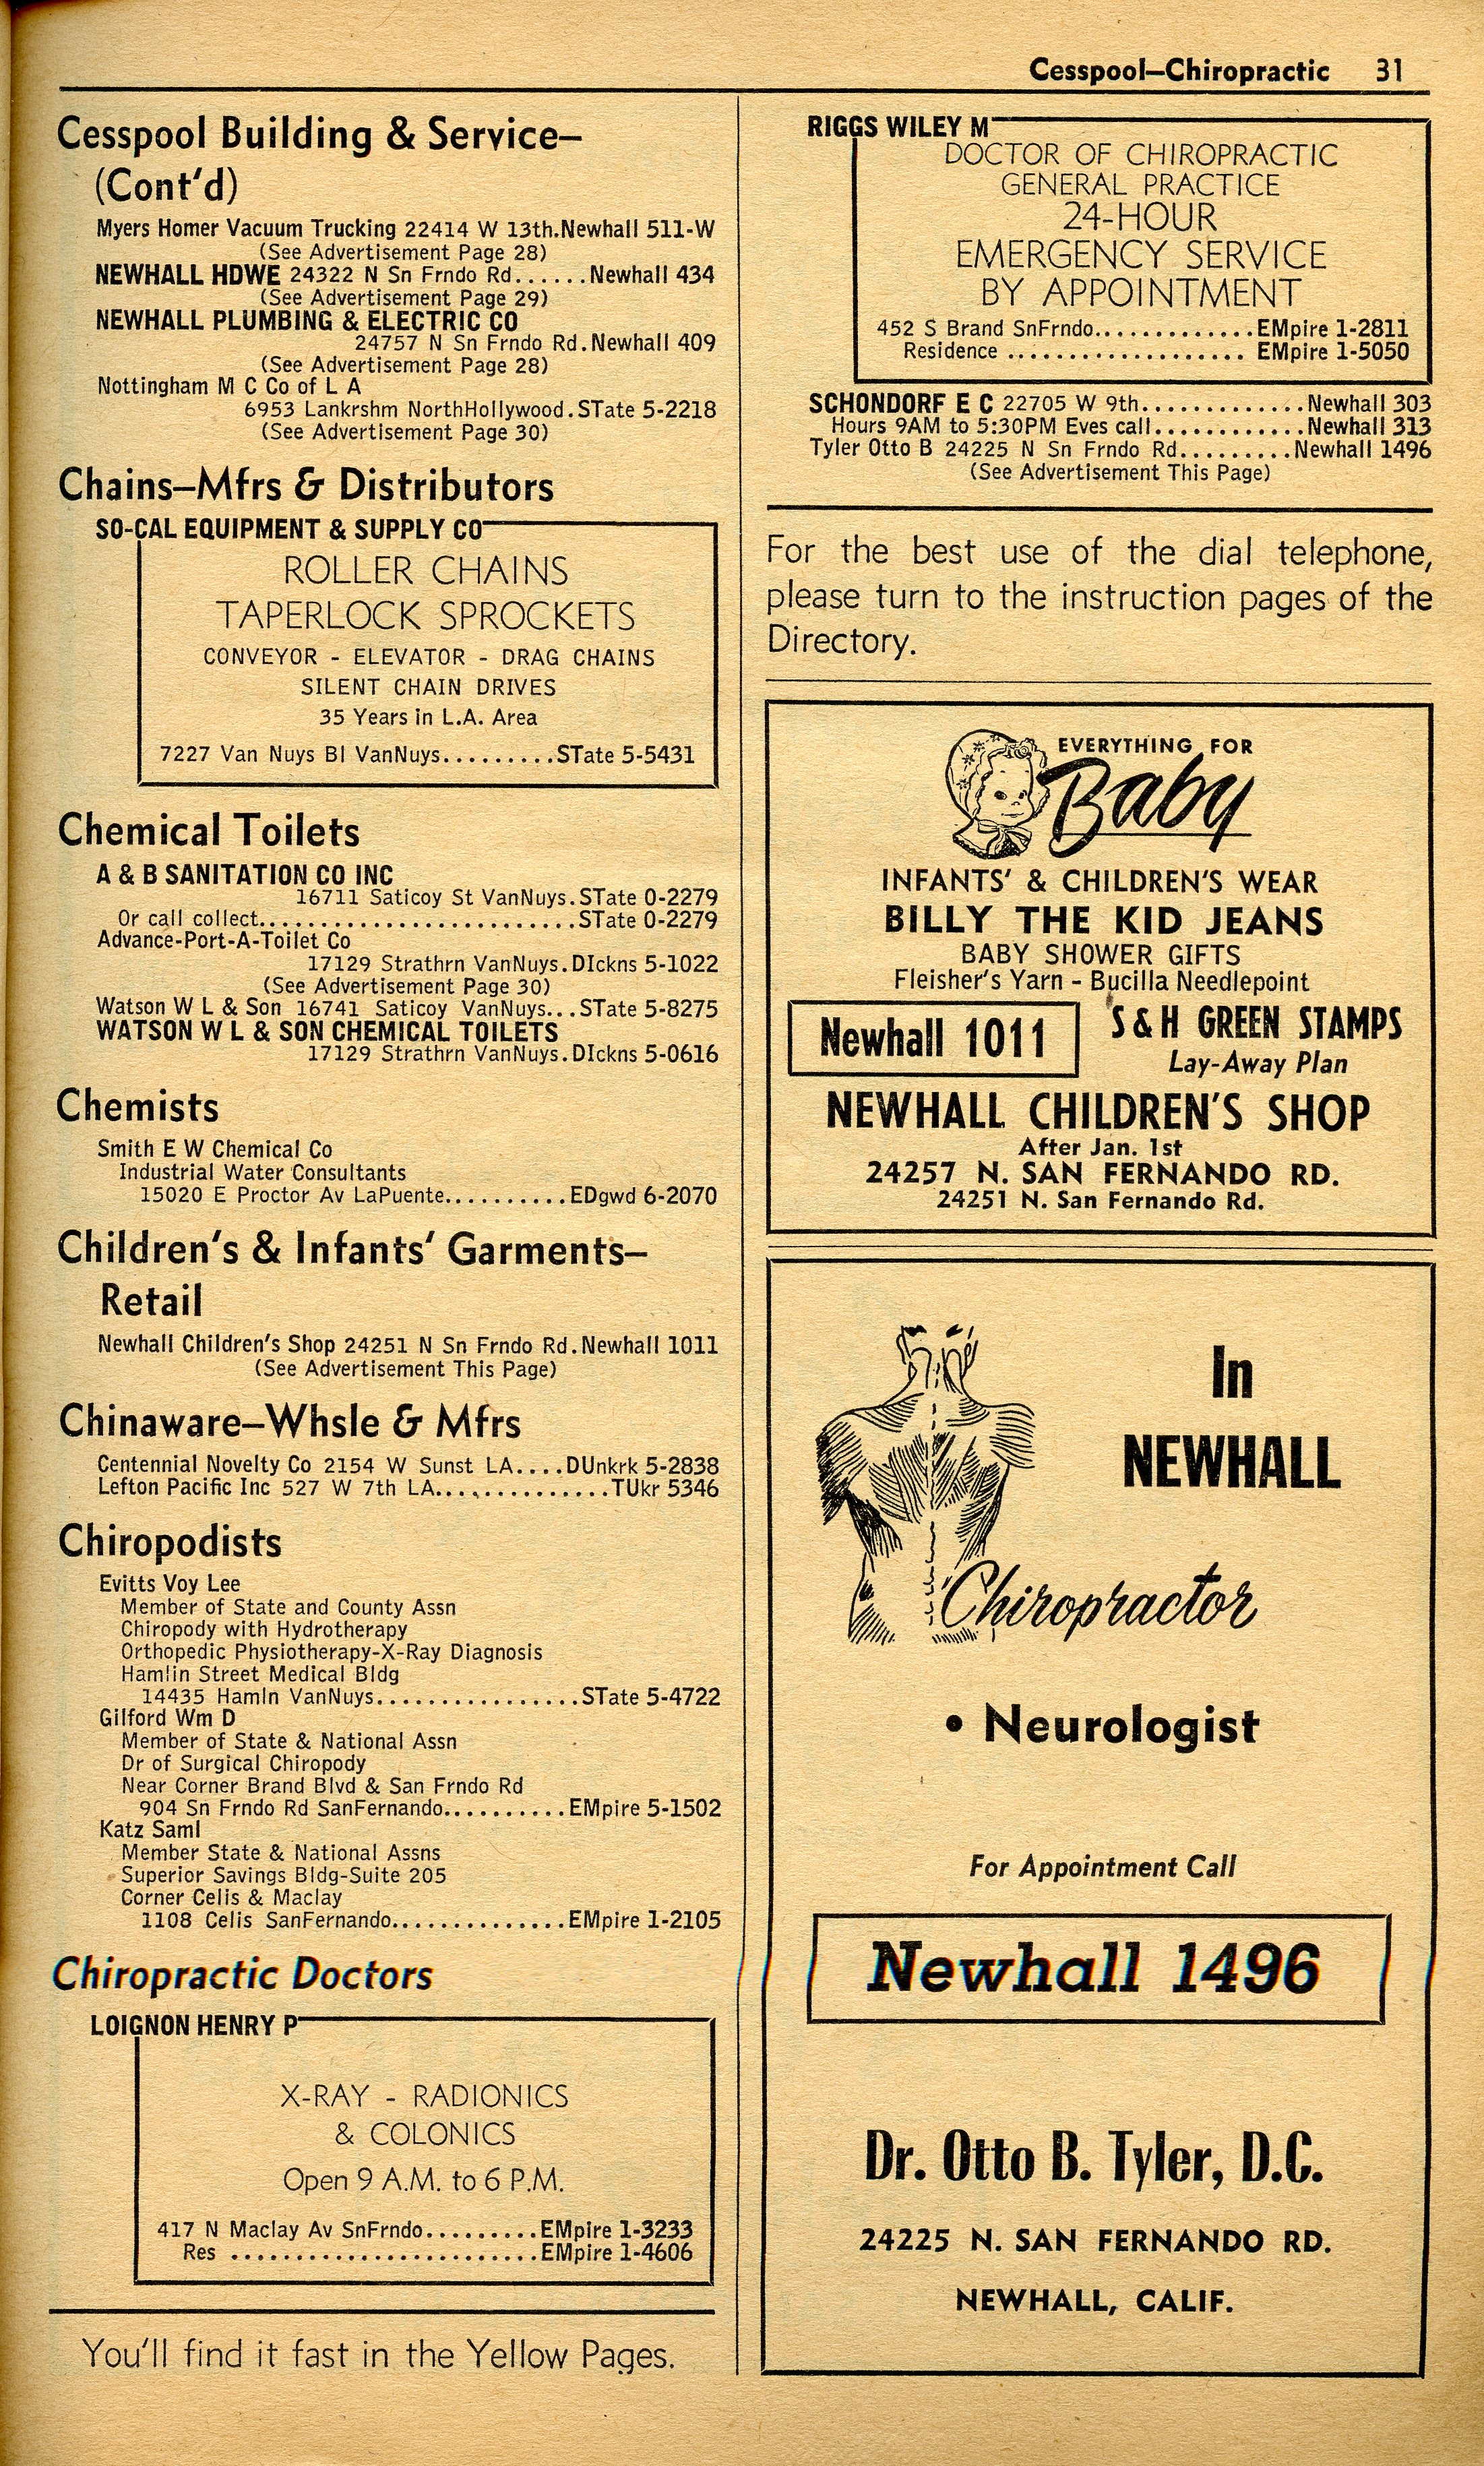 Cesspool—Chiropractic 31
Cesspool Building & Service—
(Cont'd)
Myers Homer Vacuum Trucking 22414 W 13th.Newhall 511-W
(See Advertisement Page 28)
NEWHALL HDWE 24322 N Sn Frndo Rd......Newhall 434
(See Advertisement Page 29)
NEWHALL PLUMBING & ELECTRIC CO
24757 N Sn Frndo Rd.Newhall 409
(See Advertisement Page 28)
Nottingham M C Co of L A
6953 Lankrshm NorthHollywood.STate 5-2218
(See Advertisement Page 30)
Chains—Mfrs & Distributors
SO-CAL EQUIPMENT & SUPPLY CO
ROLLER CHAINS
TAPERLOCK SPROCKETS
CONVEYOR - ELEVATOR - DRAG CHAINS
SILENT CHAIN DRIVES
35 Years in L.A. Area
7227 Van Nuys Bl VanNuys.........STate 5-5431
Chemical Toilets
A & B SANITATION CO INC
16711 Saticoy St VanNuys.STate 0-2279
Or call collect.........................STate 0-2279
Advance-Port-A-Toilet Co
17129 Strathrn VanNuys.DIckns 5-1022
(See Advertisement Page 30)
Watson W L & Son 16741 Saticoy VanNuys...STate 5-8275
WATSON W L & SON CHEMICAL TOILETS
17129 Strathrn VanNuys.DIckns 5-0616
Chemists
Smith E W Chemical Co
Industrial Water Consultants
15020 E Proctor Av LaPuente..........EDgwd 6-2070
Children's & Infants' Garments—
Retail
Newhall Children's Shop 24251 N Sn Frndo Rd.Newhall 1011
(See Advertisement This Page)
Chinaware—Whsle & Mfrs
Centennial Novelty Co 2154 W Sunst LA....DUnkrk 5-2838
Lefton Pacific Inc 527 W 7th LA..............TUkr 5346
Chiropodists
Evitts Voy Lee
Member of State and County Assn
Chiropody with Hydrotherapy
Orthopedic Physiotherapy-X-Ray Diagnosis
Hamlin Street Medical Bldg
14435 Hamln VanNuys................STate 5-4722
Gilford Wm D
Member of State & National Assn
Dr of Surgical Chiropody
Near Corner Brand Blvd & San Frndo Rd
904 Sn Frndo Rd SanFernando..........EMpire 5-1502
Katz Saml
Member State & National Assns
Superior Savings Bldg-Suite 205
Corner Celis & Maclay
1108 Celis SanFernando..............EMpire 1-2105
Chiropractic Doctors
LOIGNON HENRY P
X-RAY - RADIONICS
& COLONICS
Open 9 A.M. to 6 P.M.
417 N Maclay Av SnFrndo.........EMpire 1-3233
Res ........................EMpire 1-4606
You'll find it fast in the Yellow Pages.
RIGGS WILEY M
DOCTOR OF CHIROPRACTIC
GENERAL PRACTICE
24-HOUR
EMERGENCY SERVICE
BY APPOINTMENT
452 S Brand SnFrndo.............EMpire 1-2811
Residence ................... EMpire 1-5050
SCHONDORF E C 22705 W 9th.............Newhall 303
Hours 9AM to 5:30PM Eves call............Newhall 313
Tyler Otto B 24225 N Sn Frndo Rd.........Newhall 1496
(See Advertisement This Page)
For the best use of the dial telephone,
please turn to the instruction pages of the
Directory.
EVERYTHING FOR
Baby
INFANTS' & CHILDREN'S WEAR
BILLY THE KID JEANS
BABY SHOWER GIFTS
Fleisher's Yarn - Bucilla Needlepoint
Newhall 1011
S & H GREEN STAMPS
Lay-Away Plan
NEWHALL CHILDREN'S SHOP
After Jan. 1st
24257 N. SAN FERNANDO RD.
24251 N. San Fernando Rd.
In
NEWHALL
Chiropractor
• Neurologist
For Appointment Call
Newhall 1496
Dr. Otto B. Tyler, D.C.
24225 N. SAN FERNANDO RD.
NEWHALL, CALIF.